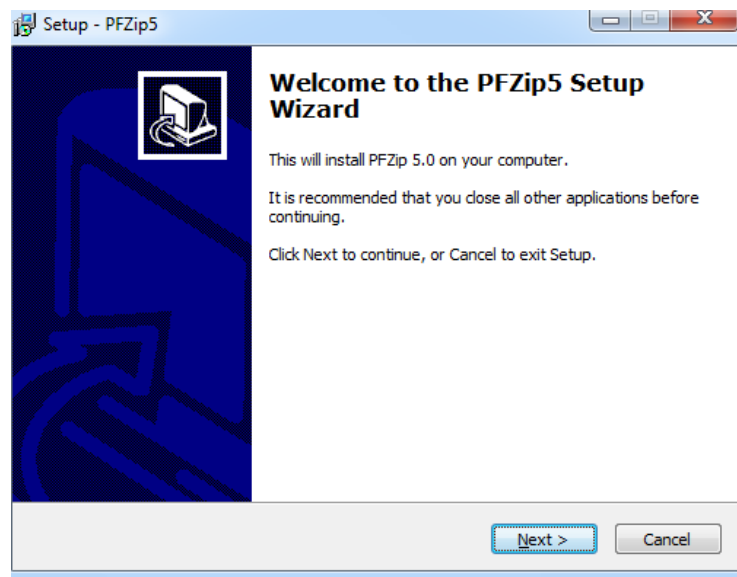 Setup - PFZip5
Welcome to the PFZip5 Setup
Wizard
This will install PFZip 5.0 on your computer.
It is recommended that you close all other applications before
continuing.
Click Next to continue, or Cancel to exit Setup.
Next >
Cancel